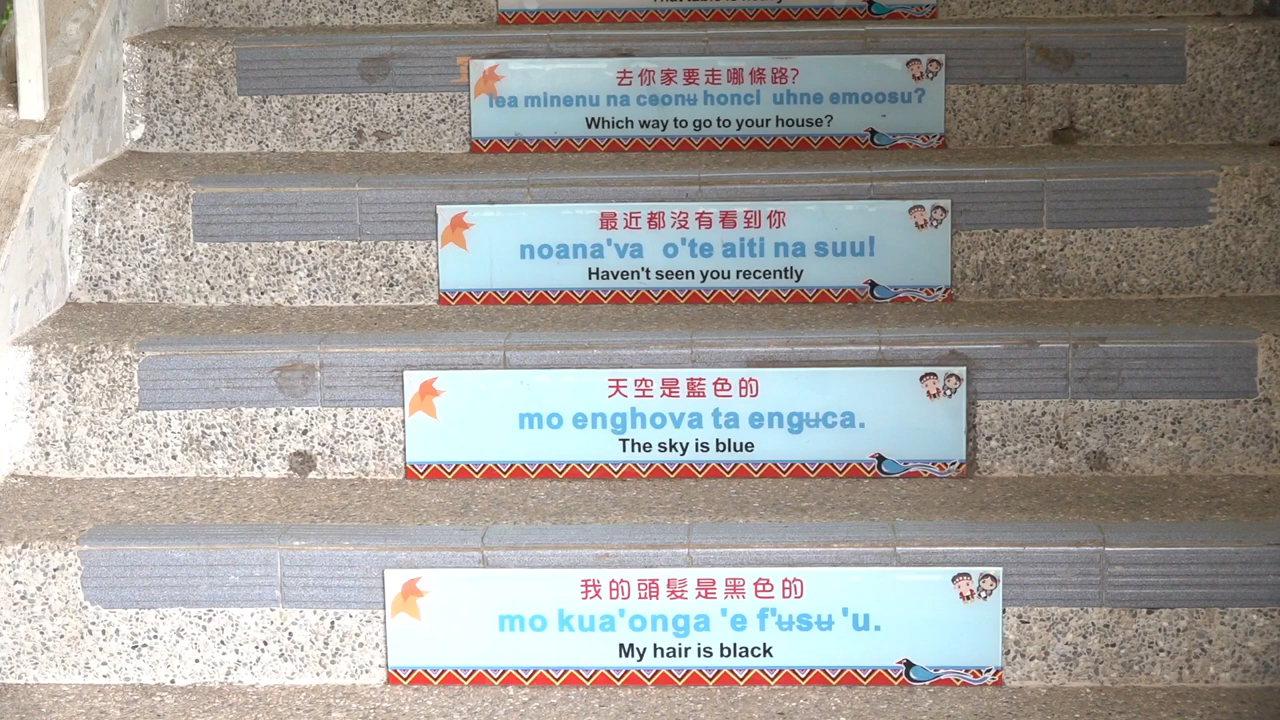 去你家要走哪條路?
iea minenu na ceonʉ honci uhne emoosu?
Which way to go to your house?
最近都沒有看到你
noana'va o'te aiti na suu!
Haven't seen you recently
天空是藍色的
mo enghova ta engʉca.
The sky is blue
我的頭髮是黑色的
mo kua'onga 'e f'ʉsʉ 'u.
My hair is black